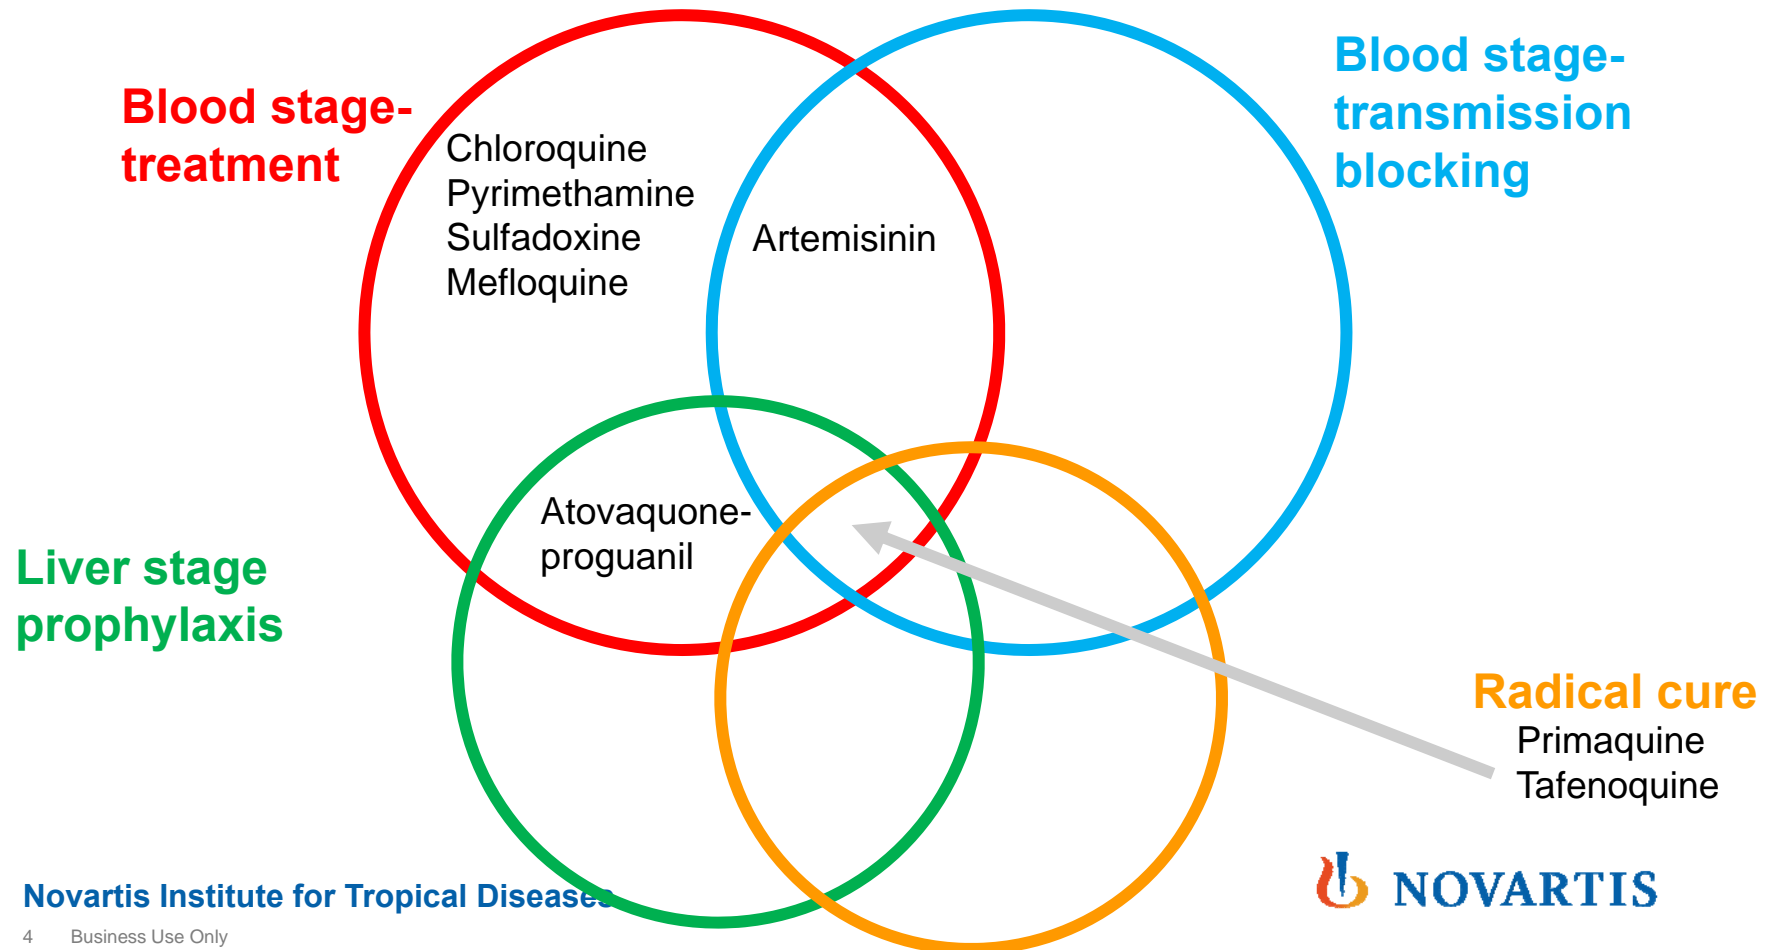 Blood stage-
treatment
Chloroquine
Pyrimethamine
Sulfadoxine
Mefloquine
Artemisinin
Blood stage-
transmission
blocking
Atovaquone-
proguanil
Liver stage
prophylaxis
Radical cure
Primaquine
Tafenoquine
Novartis Institute for Tropical Diseases
4 Business Use Only
NOVARTIS